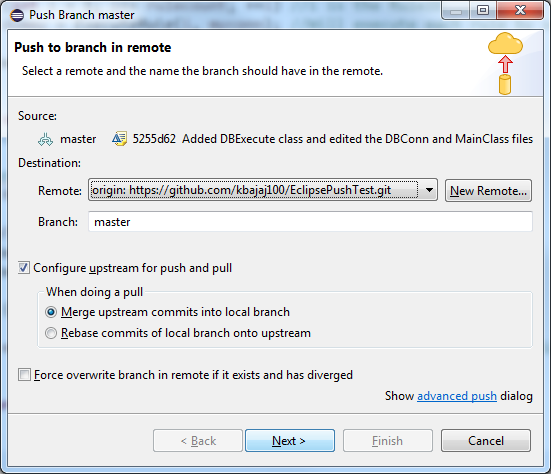 Push Branch master
Push to branch in remote
Select a remote and the name the branch should have in the remote.
Source:
master 5255d62 Added DBExecute class and edited the DBConn and MainClass files
Destination:
Remote: origin: https://github.com/kbajaj100/EclipsePushTest.git New Remote...
Branch: master
Configure upstream for push and pull
When doing a pull
Merge upstream commits into local branch
Rebase commits of local branch onto upstream
Force overwrite branch in remote if it exists and has diverged
Show advanced push dialog
< Back Next > Finish Cancel